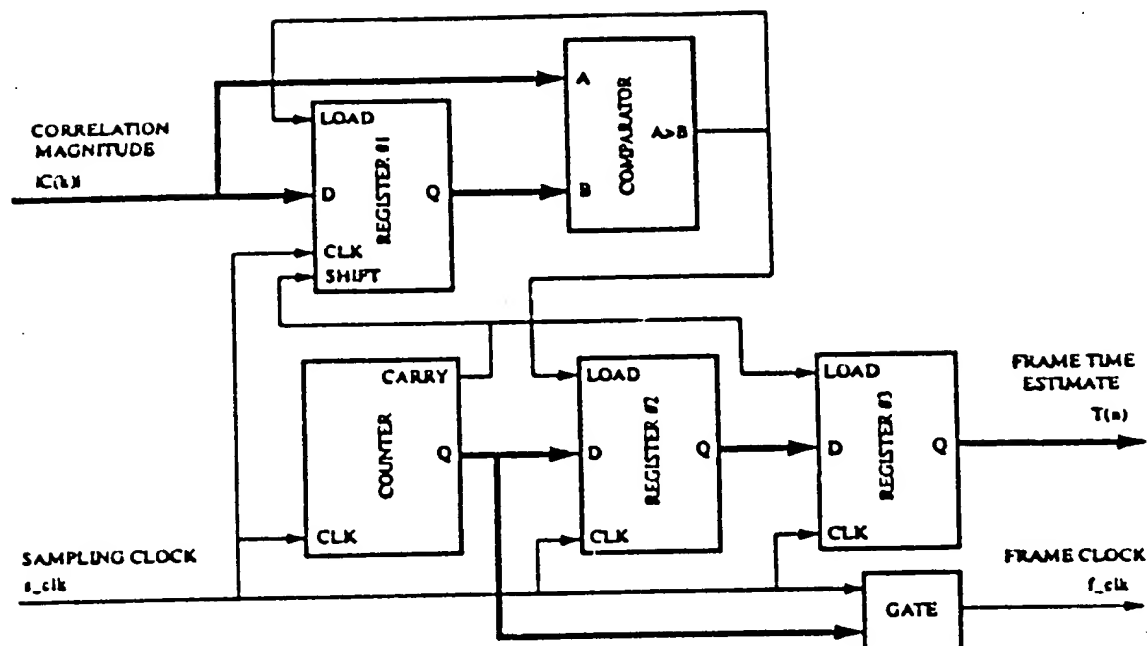 CORRELATION
MAGNITUDE
|C(k)|
LOAD
D
Q
CLK
SHIFT
REGISTER #1
A
B
A>B
COMPARATOR
CARRY
Q
CLK
COUNTER
LOAD
D
Q
CLK
REGISTER #2
LOAD
D
Q
CLK
REGISTER #3
FRAME TIME
ESTIMATE
T(n)
SAMPLING CLOCK
s_clk
GATE
FRAME CLOCK
f_clk